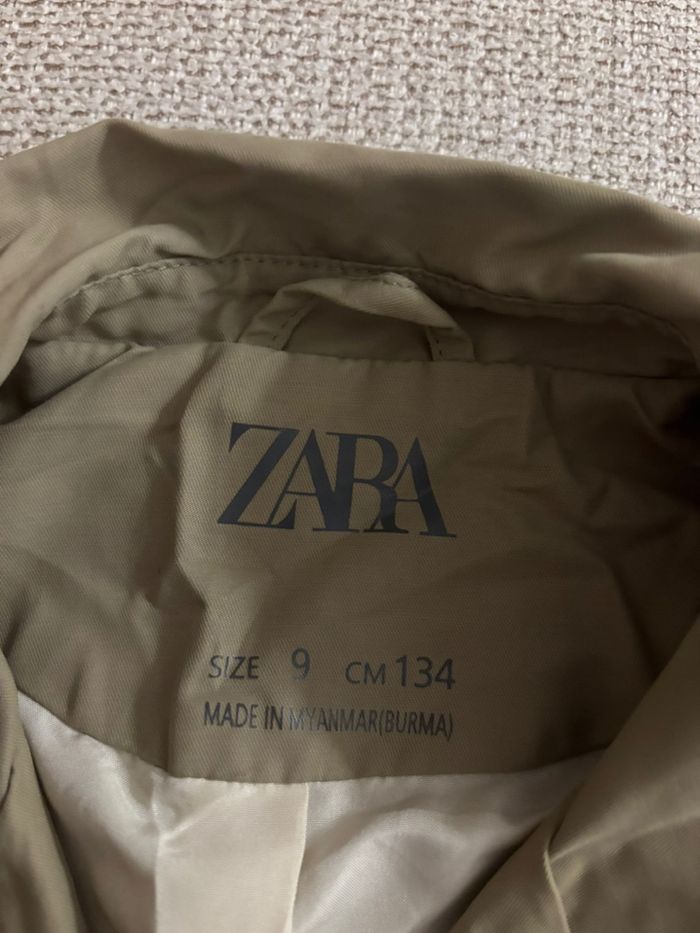 ZARA
SIZE 9 CM 134
MADE IN MYANMAR(BURMA)